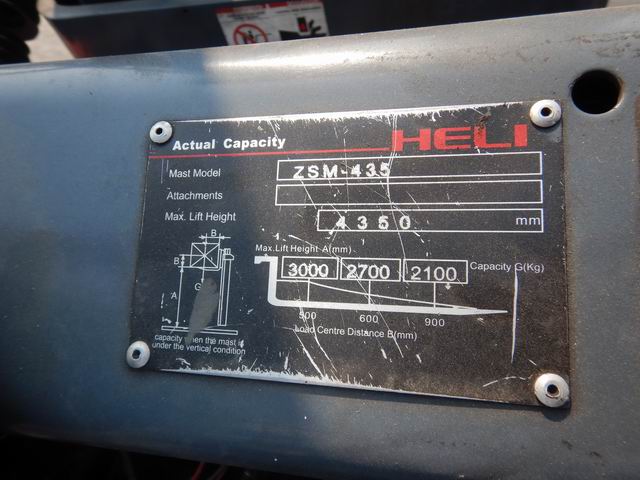 Actual Capacity HELI
Mast Model ZSM-435
Attachments
Max. Lift Height 4350 mm
Max.Lift Height A(mm)
3000 2700 2100 Capacity G(Kg)
500 600 900
Load Centre Distance B(mm)
B
B
A
G
capacity when the mast is
under the vertical condition